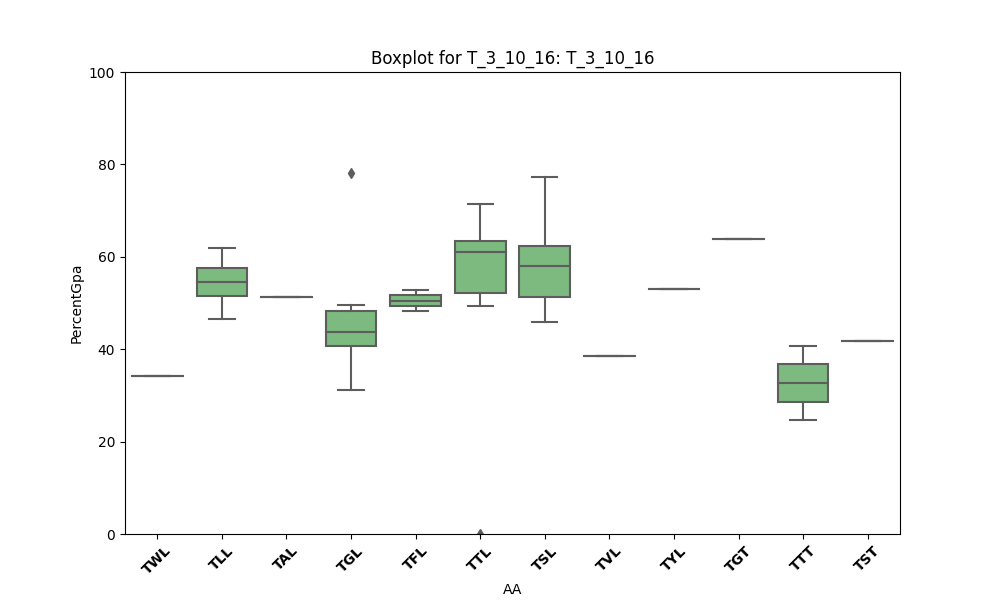 Boxplot for T_3_10_16: T_3_10_16
100
80
60
40
20
0
PercentGpa
TWL TLL TAL TGL TFL TTL TSL TVL TYL TGT TTT TST
AA